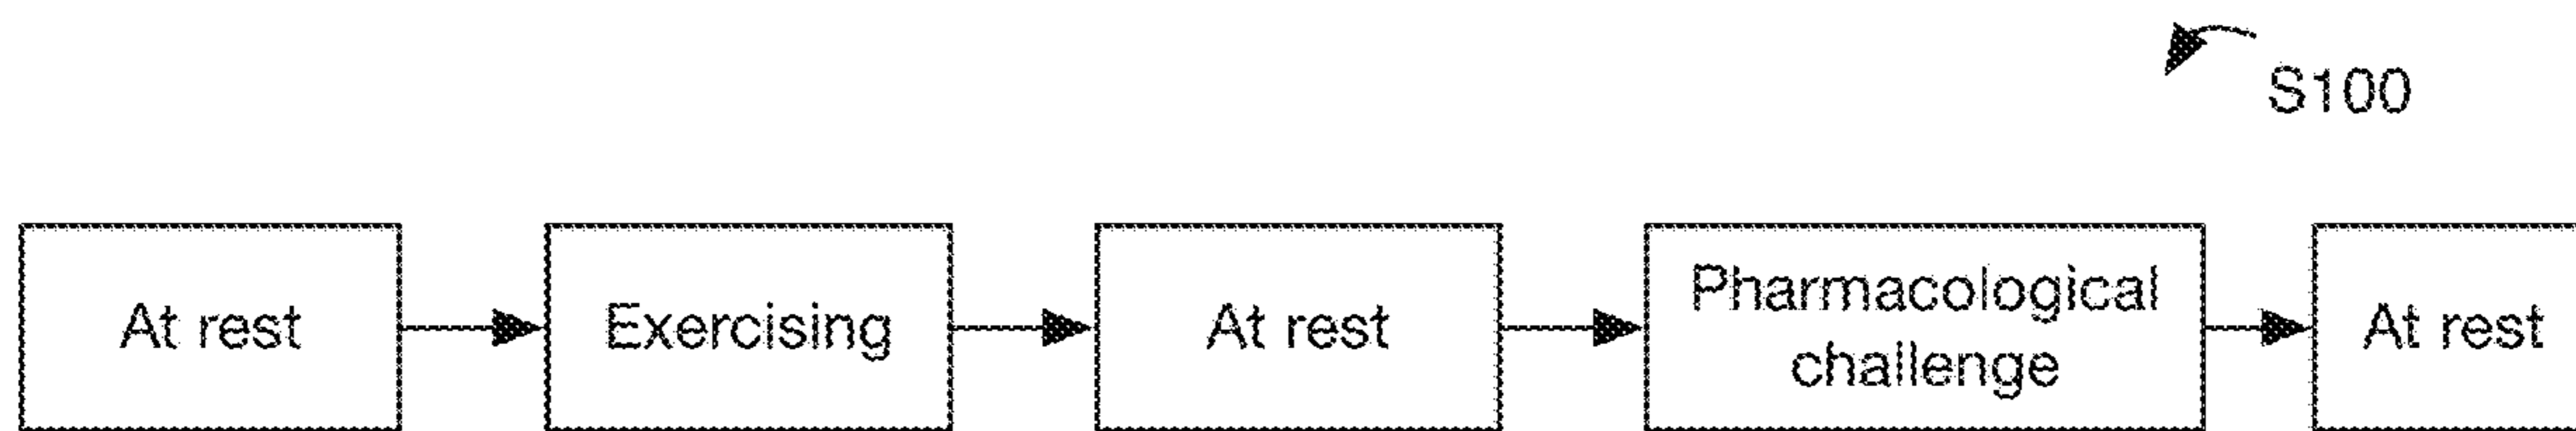 S100
At rest
Exercising
At rest
Pharmacological
challenge
At rest